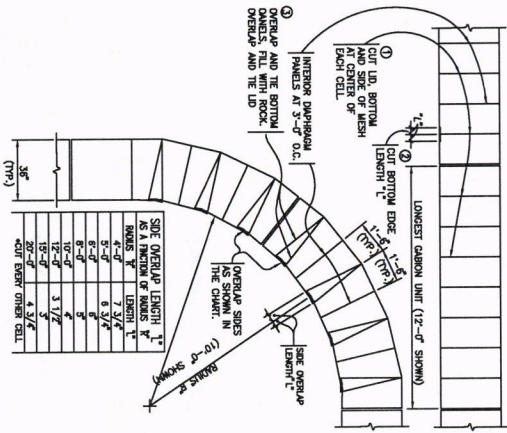 ①
CUT LID, BOTTOM
AND SIDE OF MESH
AT CENTER OF
EACH CELL
②
CUT BOTTOM EDGE
LENGTH "L"
"L"
LONGEST GABION UNIT (12'-0" SHOWN)
③
OVERLAP AND TIE BOTTOM
PANELS, FILL WITH ROCK.
OVERLAP AND TIE LID
INTERIOR DIAPHRAGM
PANELS AT 3'-0" O.C.
1'-6"
(TYP.)
1'-6"
(TYP.)
OVERLAP SIDES
AS SHOWN IN
THE CHART.
SIDE OVERLAP
LENGTH "L"
RADIUS "R"
(10'-0" SHOWN)
36"
(TYP.)
SIDE OVERLAP LENGTH "L"
AS A FUNCTION OF RADIUS "R"
RADIUS "R" LENGTH "L"
4'-0" 7 3/4"
5'-0" 6 3/4"
6'-0" 6"
8'-0" 5"
10'-0" 4"
12'-0" 3 1/2"
15'-0" 3"
20'-0" 4 3/4"
*CUT EVERY OTHER CELL